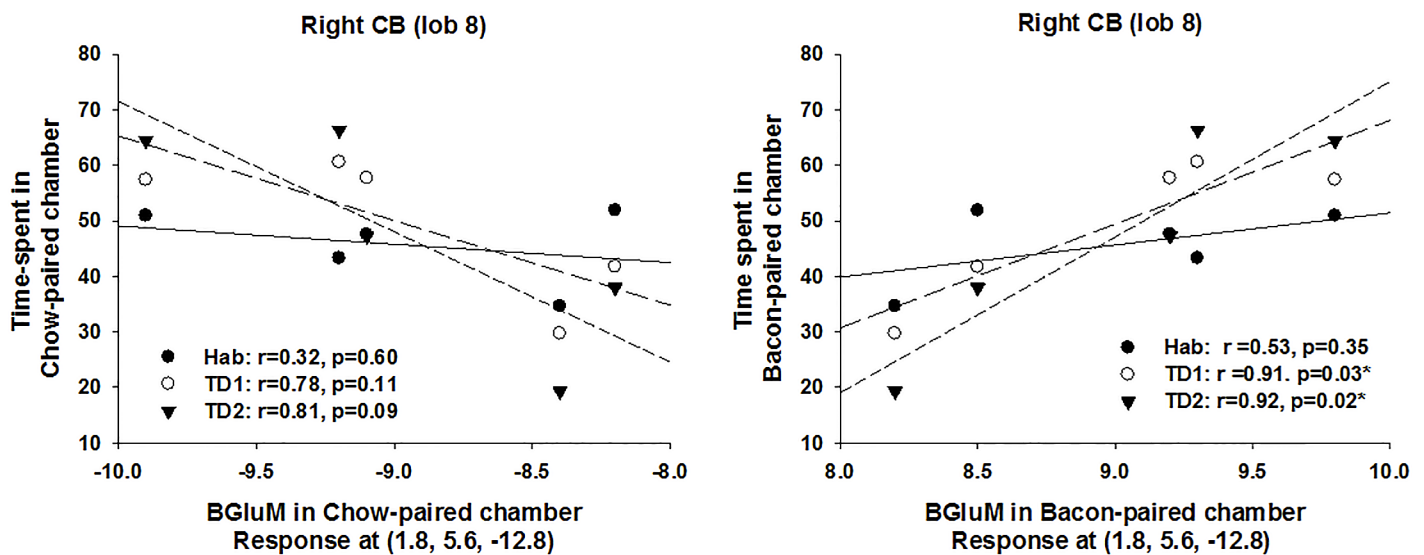 Right CB (lob 8)
80
70
60
50
40
30
20
10
Time-spent in
Chow-paired chamber
Hab: r=0.32, p=0.60
TD1: r=0.78, p=0.11
TD2: r=0.81, p=0.09
-10.0
-9.5
-9.0
-8.5
-8.0
BGluM in Chow-paired chamber
Response at (1.8, 5.6, -12.8)
Right CB (lob 8)
80
70
60
50
40
30
20
10
Time spent in
Bacon-paired chamber
Hab: r =0.53, p=0.35
TD1: r =0.91. p=0.03*
TD2: r=0.92, p=0.02*
8.0
8.5
9.0
9.5
10.0
BGluM in Bacon-paired chamber
Response at (1.8, 5.6, -12.8)